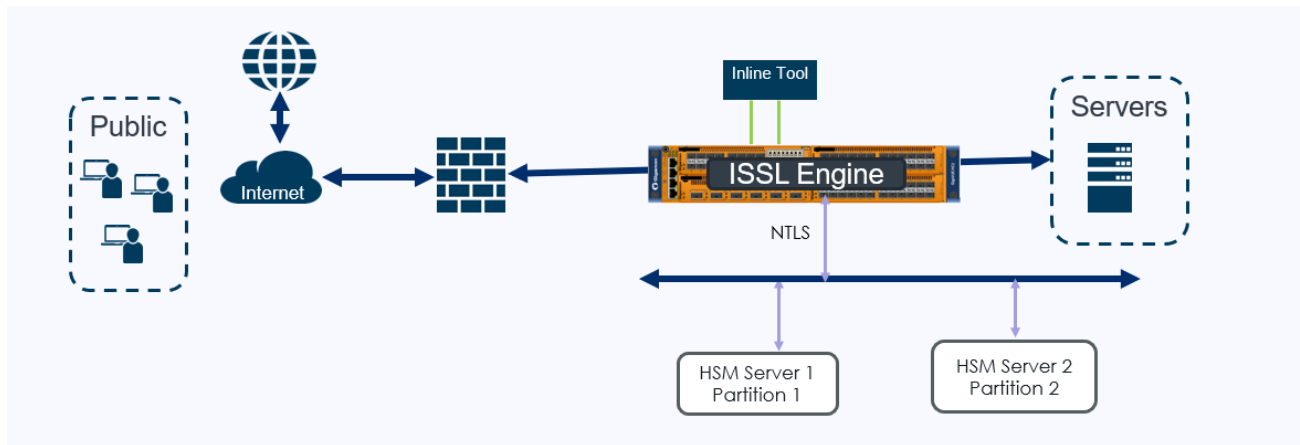 Public
Internet
Inline Tool
ISSL Engine
Servers
NTLS
HSM Server 1
Partition 1
HSM Server 2
Partition 2